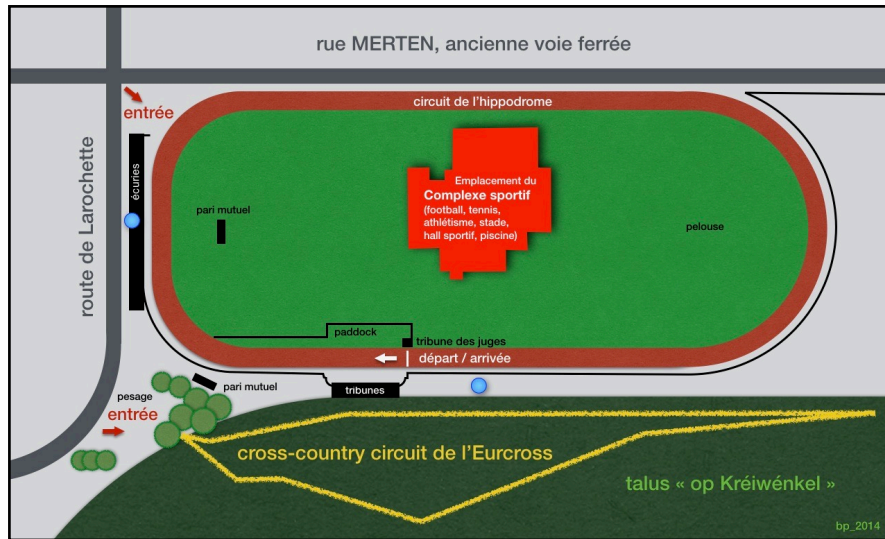 rue MERTEN, ancienne voie ferrée
circuit de l'hippodrome
entrée
écuries
route de Larochette
pari mutuel
Emplacement du
Complexe sportif
(football, tennis,
athlétisme, stade,
hall sportif, piscine)
pelouse
paddock
tribune des juges
départ / arrivée
pari mutuel
tribunes
pesage
entrée
cross-country circuit de l'Eurcross
talus « op Kréiwénkel »
bp_2014